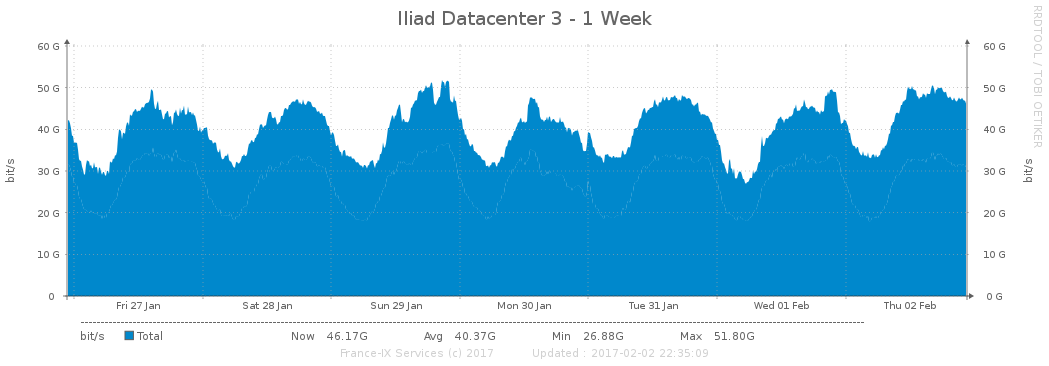 Iliad Datacenter 3 - 1 Week
RRDTOOL / TOBI OETIKER
60 G 60 G
50 G 50 G
40 G 40 G
30 G 30 G
20 G 20 G
10 G 10 G
0 0 G
bit/s
bit/s
Fri 27 Jan Sat 28 Jan Sun 29 Jan Mon 30 Jan Tue 31 Jan Wed 01 Feb Thu 02 Feb
bit/s Total Now 46.17G Avg 40.37G Min 26.88G Max 51.80G
France-IX Services (c) 2017 Updated : 2017-02-02 22:35:09